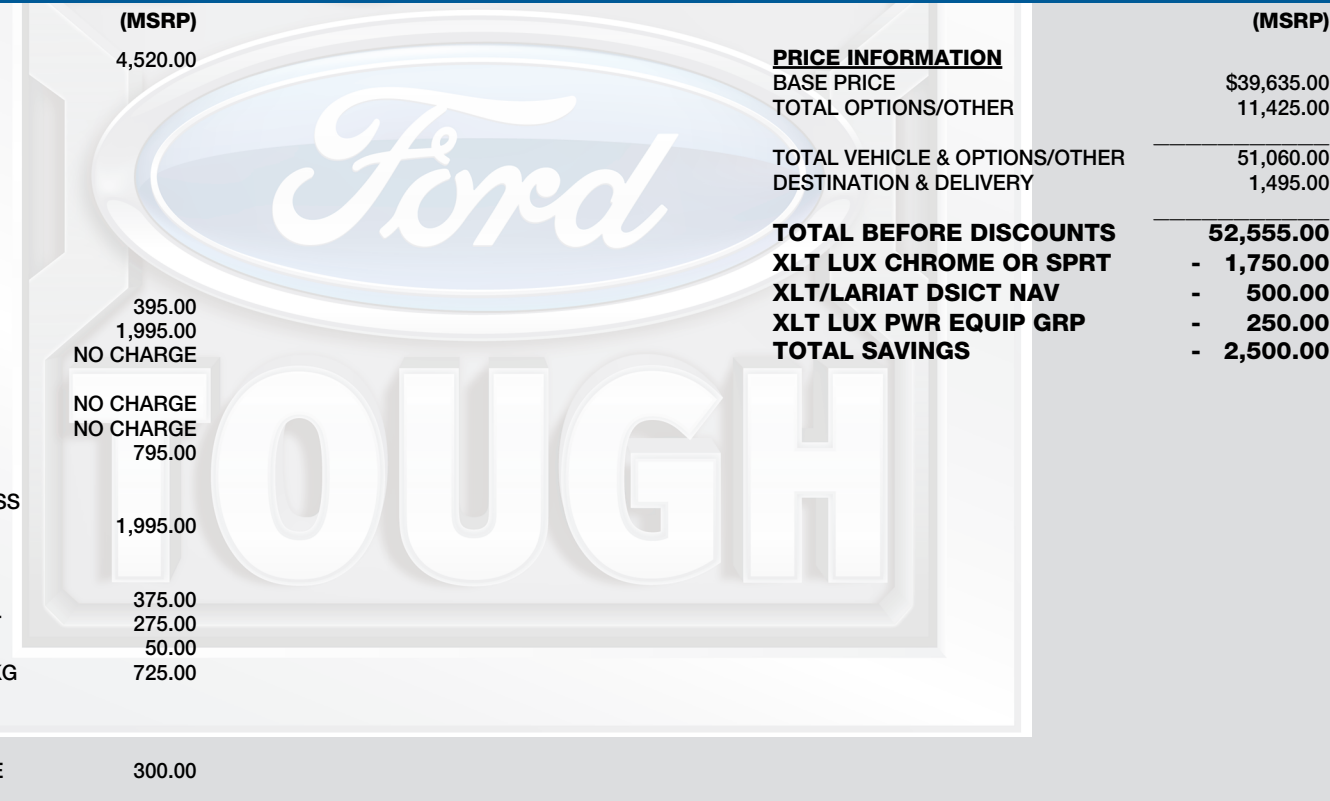 (MSRP)
4,520.00
395.00
1,995.00
NO CHARGE
NO CHARGE
NO CHARGE
795.00
SS
1,995.00
375.00
275.00
50.00
KG 725.00
E 300.00
Ford
TOUGH
(MSRP)
PRICE INFORMATION
BASE PRICE $39,635.00
TOTAL OPTIONS/OTHER 11,425.00
TOTAL VEHICLE & OPTIONS/OTHER 51,060.00
DESTINATION & DELIVERY 1,495.00
TOTAL BEFORE DISCOUNTS 52,555.00
XLT LUX CHROME OR SPRT - 1,750.00
XLT/LARIAT DSICT NAV - 500.00
XLT LUX PWR EQUIP GRP - 250.00
TOTAL SAVINGS - 2,500.00